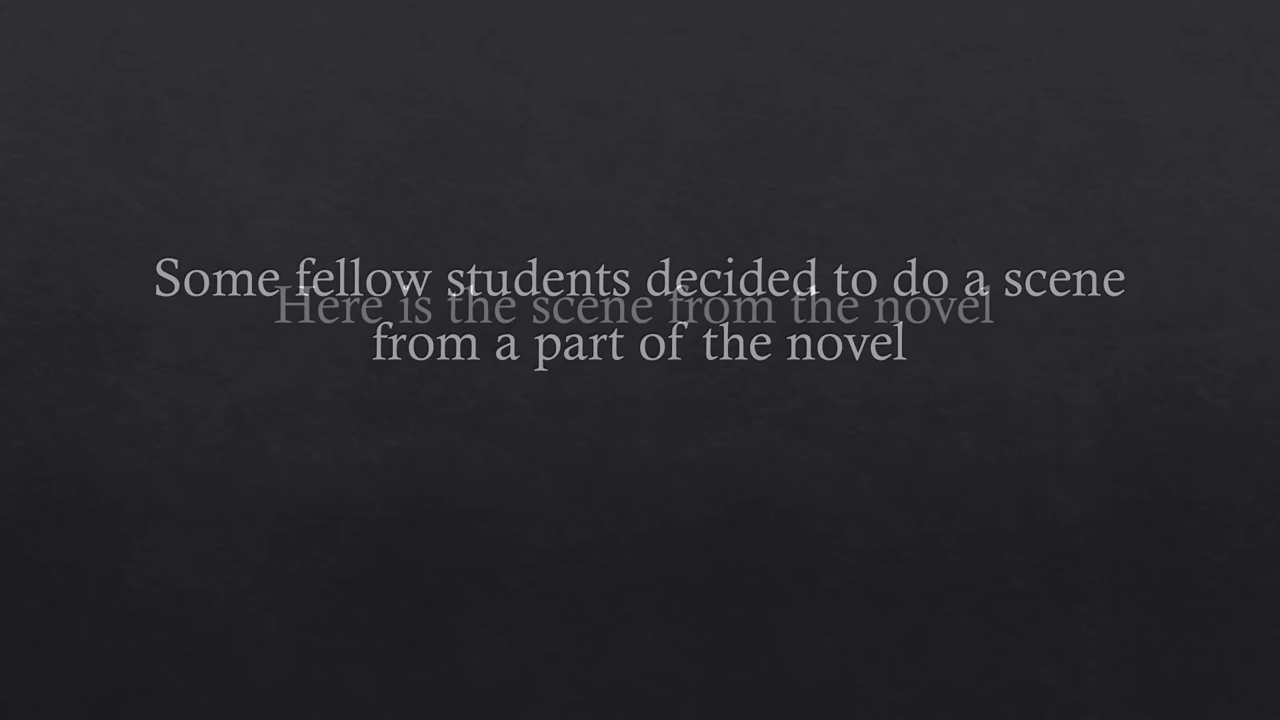 Some fellow students decided to do a scene
Here is the scene from the novel
from a part of the novel